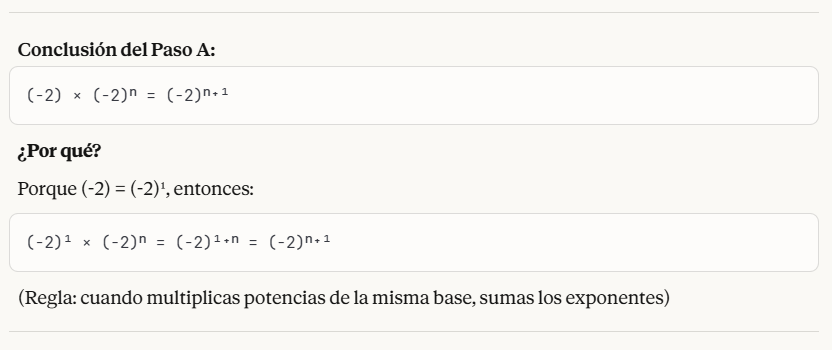 Conclusión del Paso A:
(-2) × (-2)ⁿ = (-2)ⁿ⁺¹
¿Por qué?
Porque (-2) = (-2)¹, entonces:
(-2)¹ × (-2)ⁿ = (-2)¹⁺ⁿ = (-2)ⁿ⁺¹
(Regla: cuando multiplicas potencias de la misma base, sumas los exponentes)